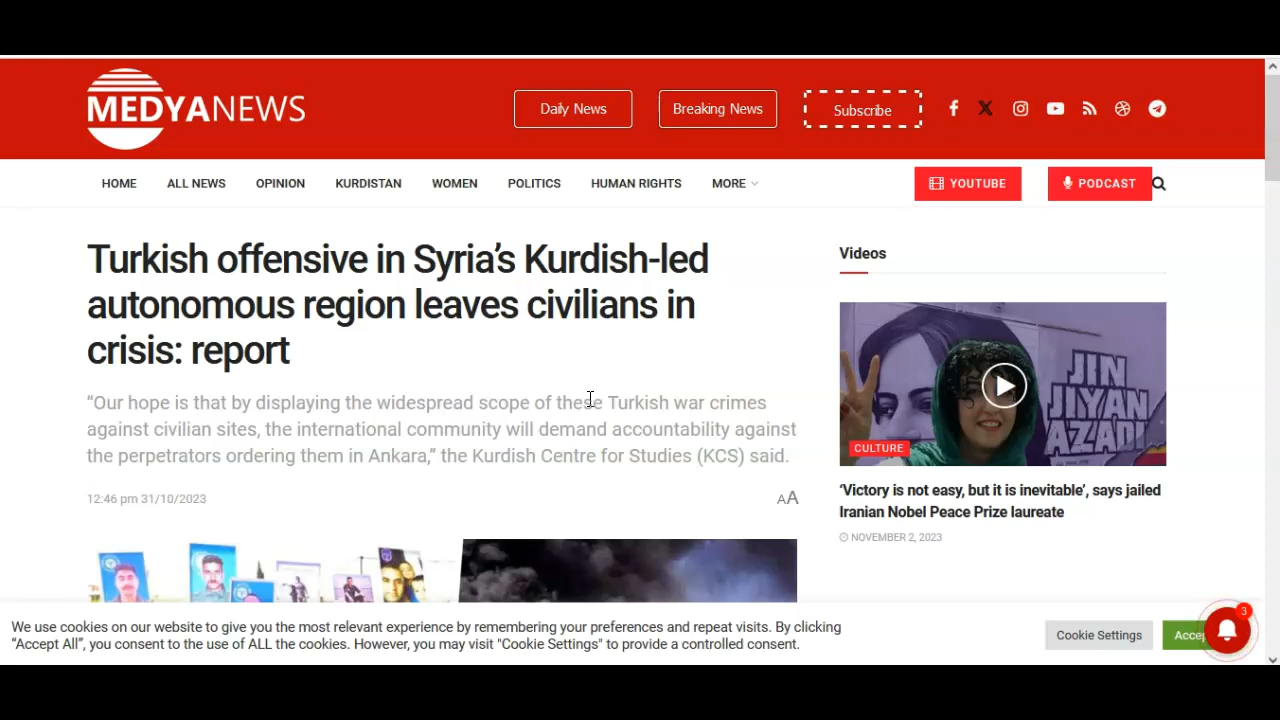 MEDYANEWS
Daily News
Breaking News
Subscribe
HOME
ALL NEWS
OPINION
KURDISTAN
WOMEN
POLITICS
HUMAN RIGHTS
MORE
YOUTUBE
PODCAST
Turkish offensive in Syria’s Kurdish-led
autonomous region leaves civilians in
crisis: report
“Our hope is that by displaying the widespread scope of these Turkish war crimes
against civilian sites, the international community will demand accountability against
the perpetrators ordering them in Ankara,” the Kurdish Centre for Studies (KCS) said.
12:46 pm 31/10/2023
AA
Videos
JIN
JIYAN
AZADÎ
CULTURE
‘Victory is not easy, but it is inevitable’, says jailed
Iranian Nobel Peace Prize laureate
NOVEMBER 2, 2023
We use cookies on our website to give you the most relevant experience by remembering your preferences and repeat visits. By clicking
“Accept All”, you consent to the use of ALL the cookies. However, you may visit "Cookie Settings" to provide a controlled consent.
Cookie Settings
3